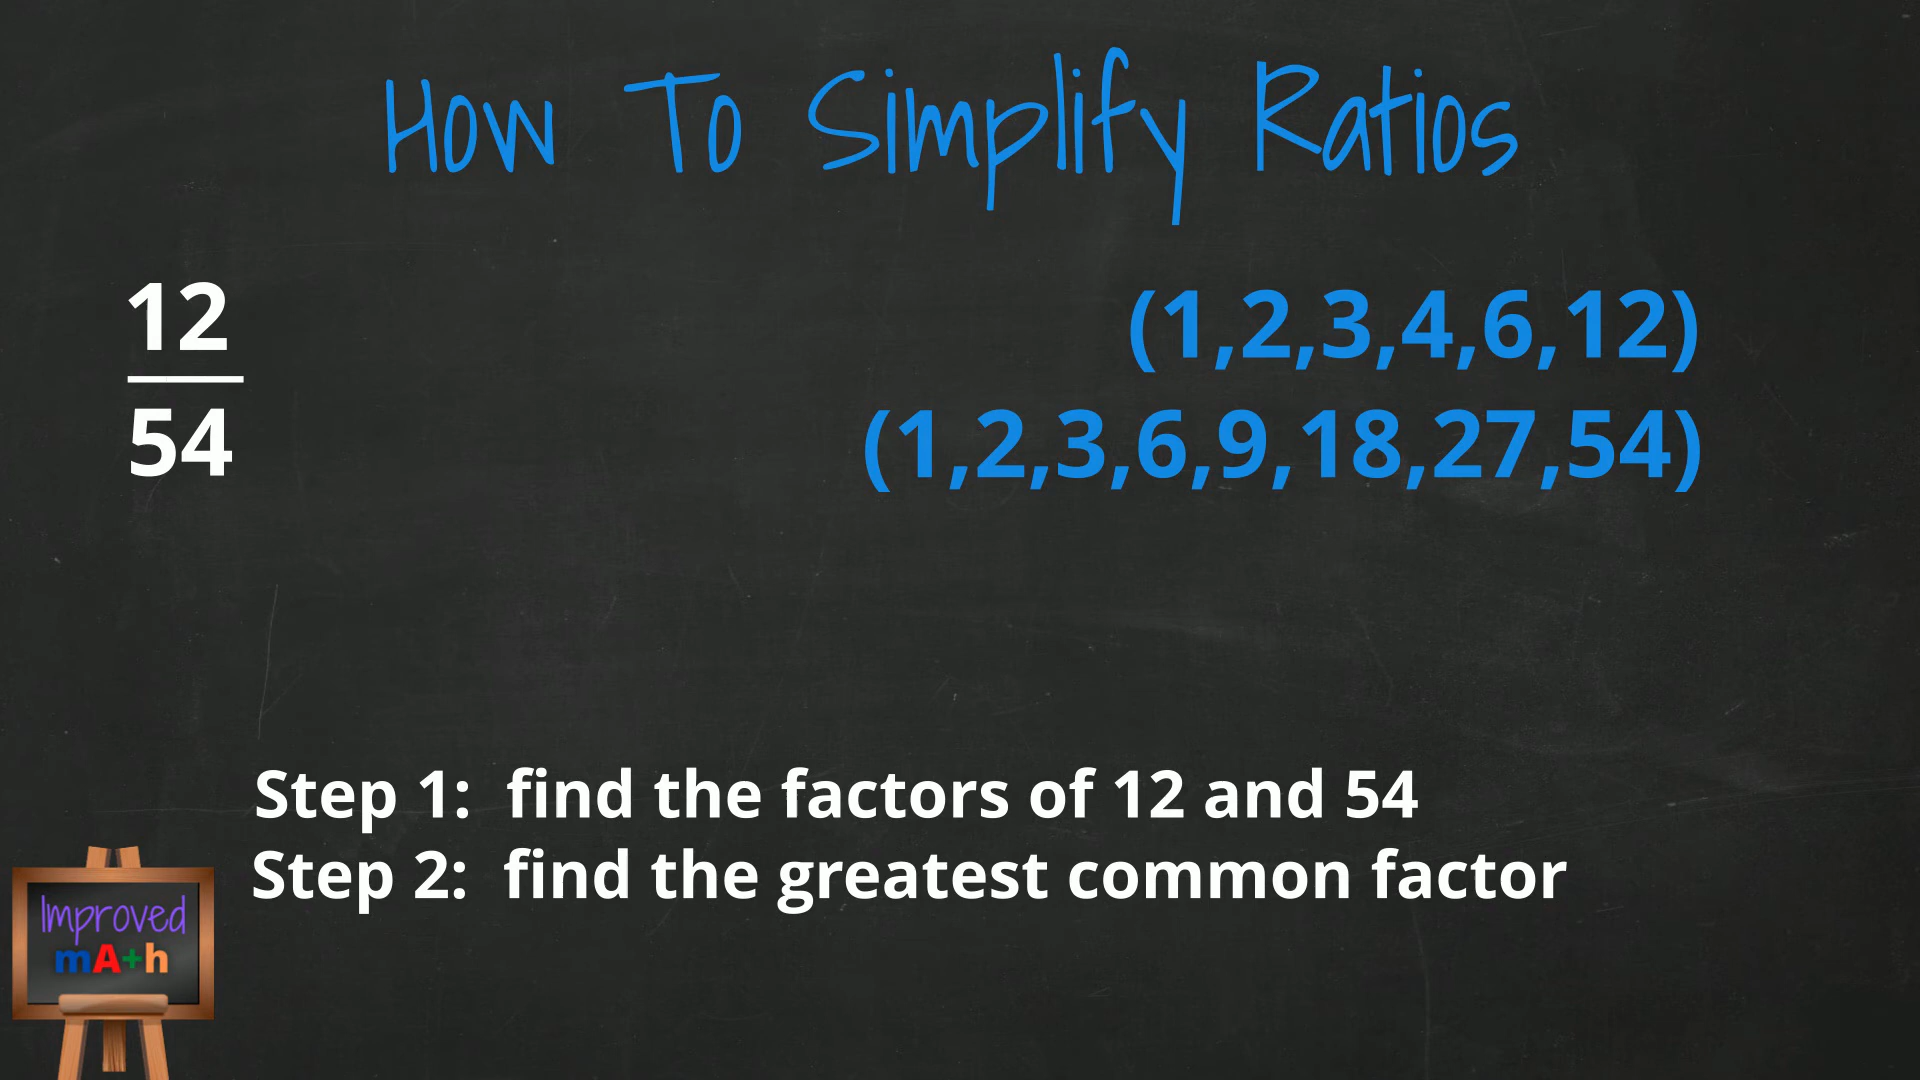 How To Simplify Ratios
12
54
(1,2,3,4,6,12)
(1,2,3,6,9,18,27,54)
Step 1: find the factors of 12 and 54
Step 2: find the greatest common factor
Improved
mA+h